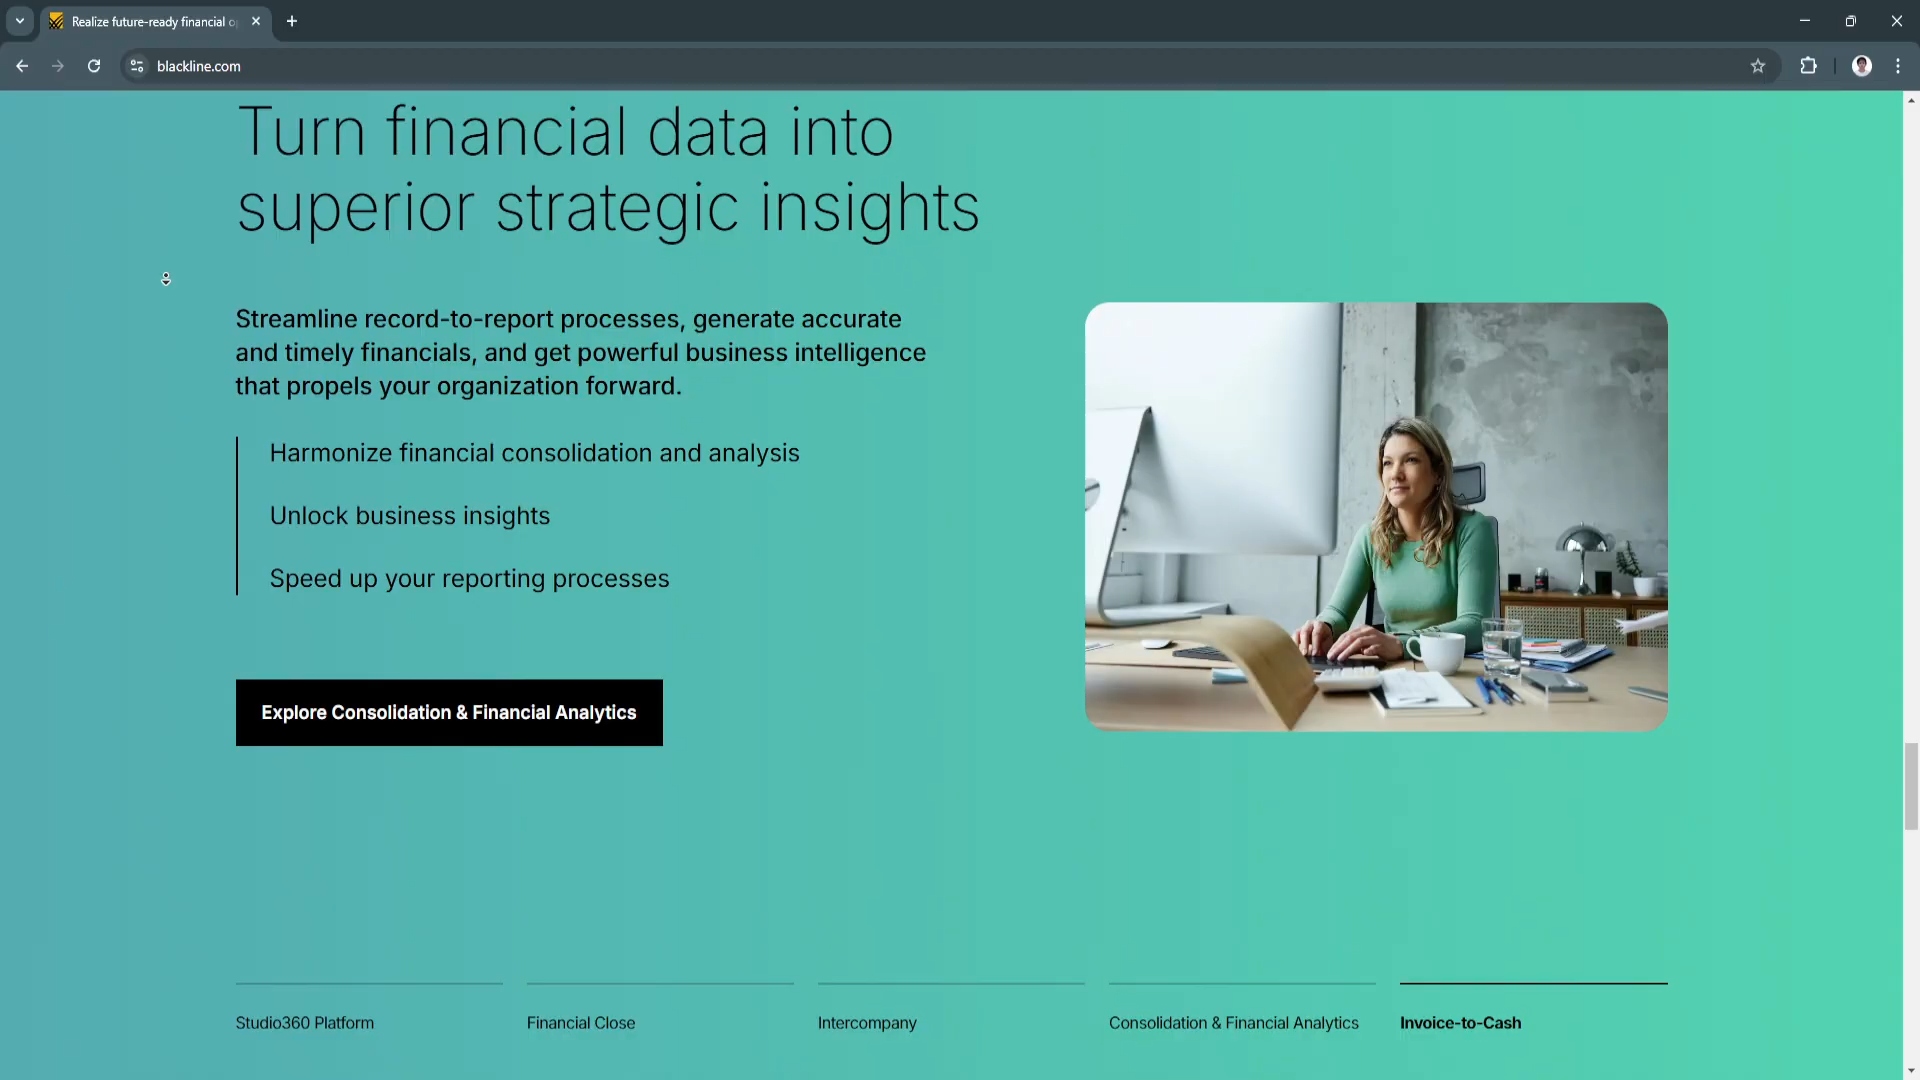 Realize future-ready financial o
blackline.com
Turn financial data into
superior strategic insights
Streamline record-to-report processes, generate accurate
and timely financials, and get powerful business intelligence
that propels your organization forward.
Harmonize financial consolidation and analysis
Unlock business insights
Speed up your reporting processes
Explore Consolidation & Financial Analytics
Studio360 Platform
Financial Close
Intercompany
Consolidation & Financial Analytics
Invoice-to-Cash